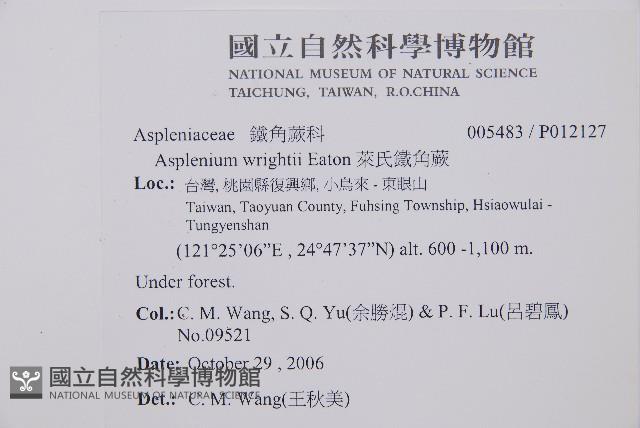 國立自然科學博物館
NATIONAL MUSEUM OF NATURAL SCIENCE
TAICHUNG, TAIWAN, R.O.CHINA
Aspleniaceae 鐵角蕨科 005483 / P012127
Asplenium wrightii Eaton 萊氏鐵角蕨
Loc.: 台灣, 桃園縣復興鄉, 小烏來 - 東眼山
Taiwan, Taoyuan County, Fuhsing Township, Hsiaowulai -
Tungyenshan
(121°25’06”E , 24°47’37”N) alt. 600 -1,100 m.
Under forest.
Col.: C. M. Wang, S. Q. Yu(余勝焜) & P. F. Lu(呂碧鳳)
No.09521
Date: October 29 , 2006
國立自然科學博物館
NATIONAL MUSEUM OF NATURAL SCIENCE
Det.: C. M. Wang(王秋美)